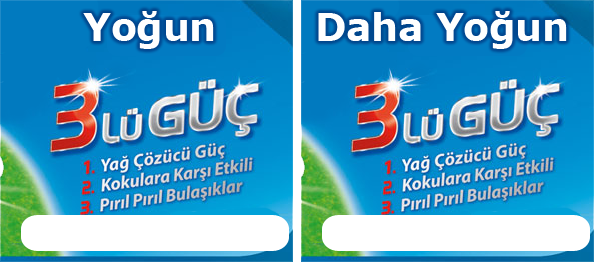 Yoğun
3LÜ GÜÇ
1. Yağ Çözücü Güç
2. Kokulara Karşı Etkili
3. Pırıl Pırıl Bulaşıklar
Daha Yoğun
3LÜ GÜÇ
1. Yağ Çözücü Güç
2. Kokulara Karşı Etkili
3. Pırıl Pırıl Bulaşıklar